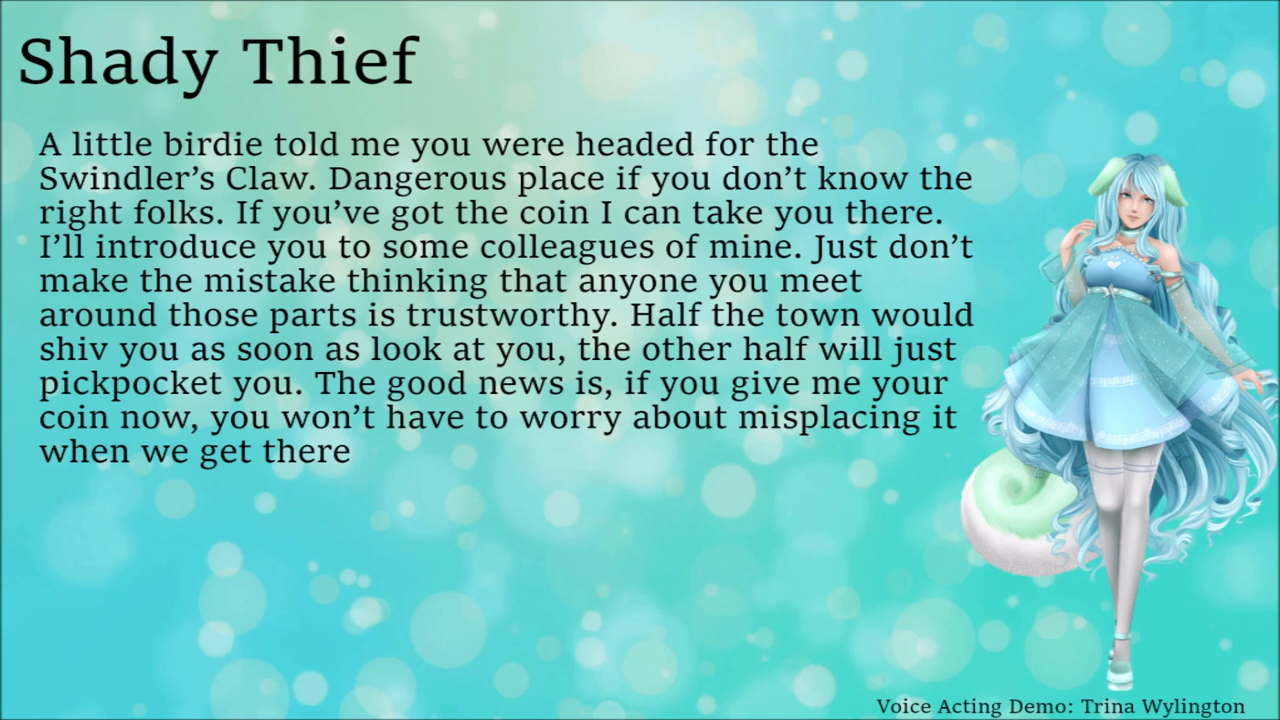 Shady Thief
A little birdie told me you were headed for the
Swindler’s Claw. Dangerous place if you don’t know the
right folks. If you’ve got the coin I can take you there.
I’ll introduce you to some colleagues of mine. Just don’t
make the mistake thinking that anyone you meet
around those parts is trustworthy. Half the town would
shiv you as soon as look at you, the other half will just
pickpocket you. The good news is, if you give me your
coin now, you won’t have to worry about misplacing it
when we get there
Voice Acting Demo: Trina Wylington